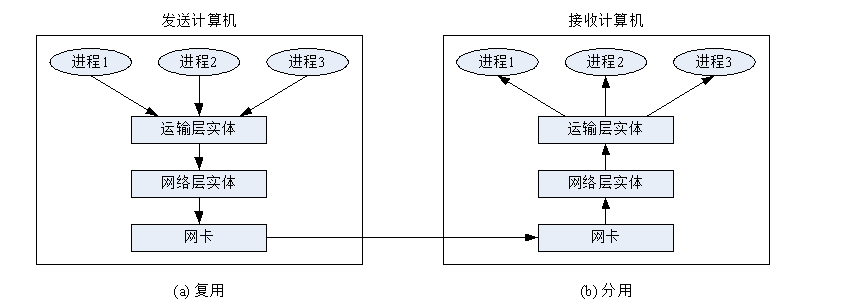 发送计算机
进程1 进程2 进程3
运输层实体
网络层实体
网卡
(a) 复用
接收计算机
进程1 进程2 进程3
运输层实体
网络层实体
网卡
(b) 分用